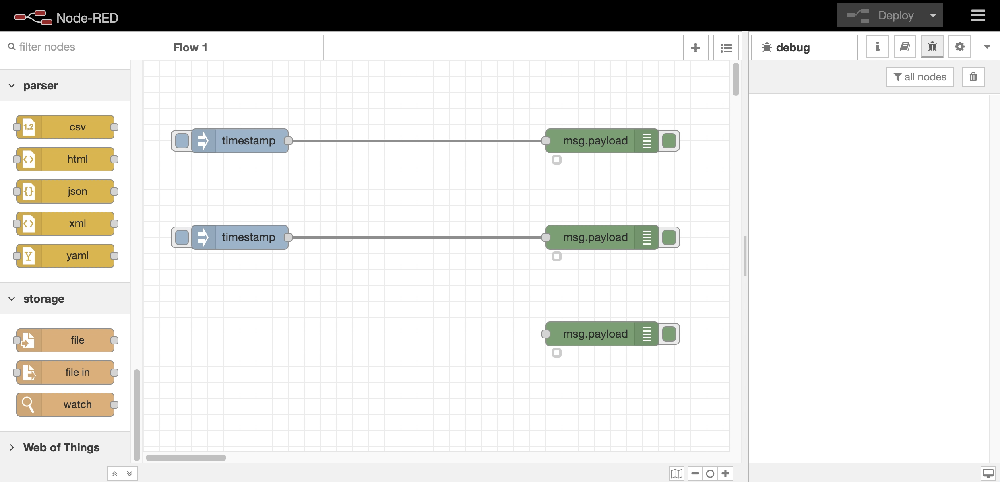 Node-RED
Deploy
filter nodes
Flow 1
debug
all nodes
parser
1,2 csv
html
{} json
xml
Y yaml
storage
file
file in
watch
Web of Things
timestamp
msg.payload
timestamp
msg.payload
msg.payload